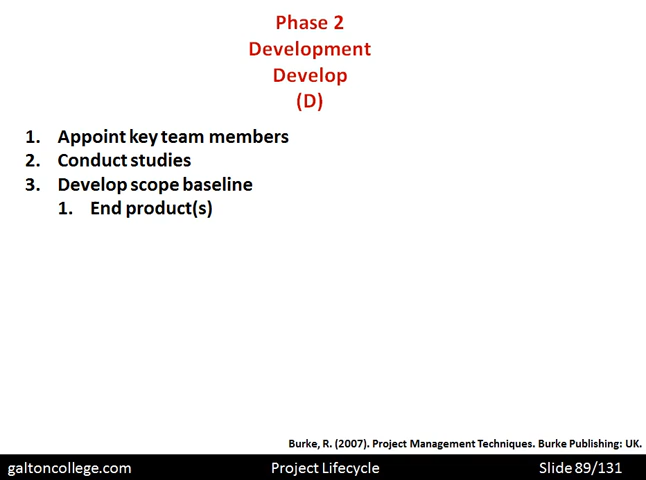 Phase 2
Development
Develop
(D)
1. Appoint key team members
2. Conduct studies
3. Develop scope baseline
1. End product(s)
Burke, R. (2007). Project Management Techniques. Burke Publishing: UK.
galtoncollege.com Project Lifecycle Slide 89/131